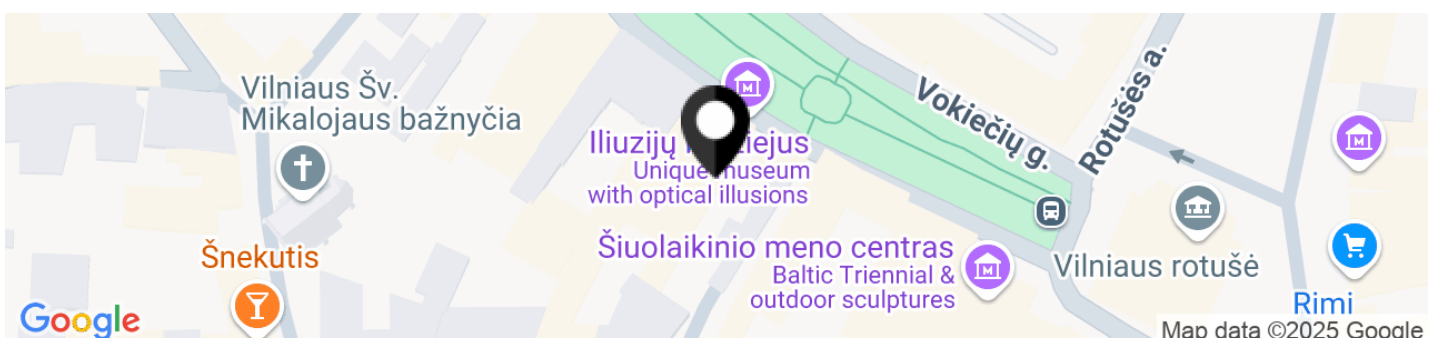 Vilniaus Šv.
Mikalojaus bažnyčia
Vokiečių g.
Rotušės a.
Iliuzijų
Unique museum
with optical illusions
Šnekutis
Šiuolaikinio meno centras
Baltic Triennial &
outdoor sculptures
Vilniaus rotušė
Rimi
Google
Map data ©2025 Google